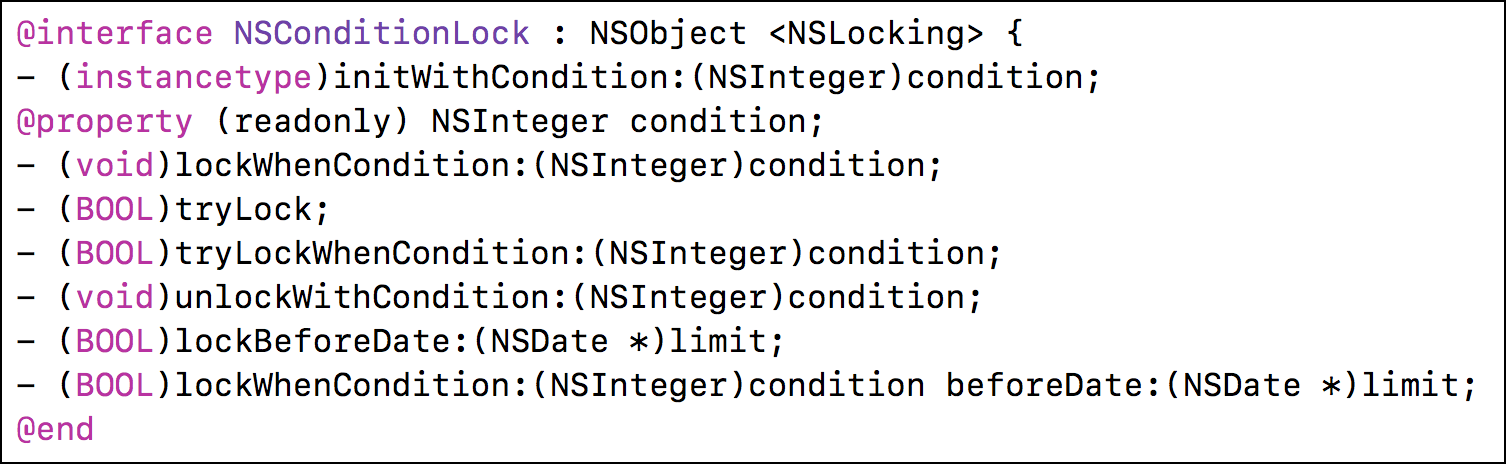 @interface NSConditionLock : NSObject <NSLocking> {
- (instancetype)initWithCondition:(NSInteger)condition;
@property (readonly) NSInteger condition;
- (void)lockWhenCondition:(NSInteger)condition;
- (BOOL)tryLock;
- (BOOL)tryLockWhenCondition:(NSInteger)condition;
- (void)unlockWithCondition:(NSInteger)condition;
- (BOOL)lockBeforeDate:(NSDate *)limit;
- (BOOL)lockWhenCondition:(NSInteger)condition beforeDate:(NSDate *)limit;
@end